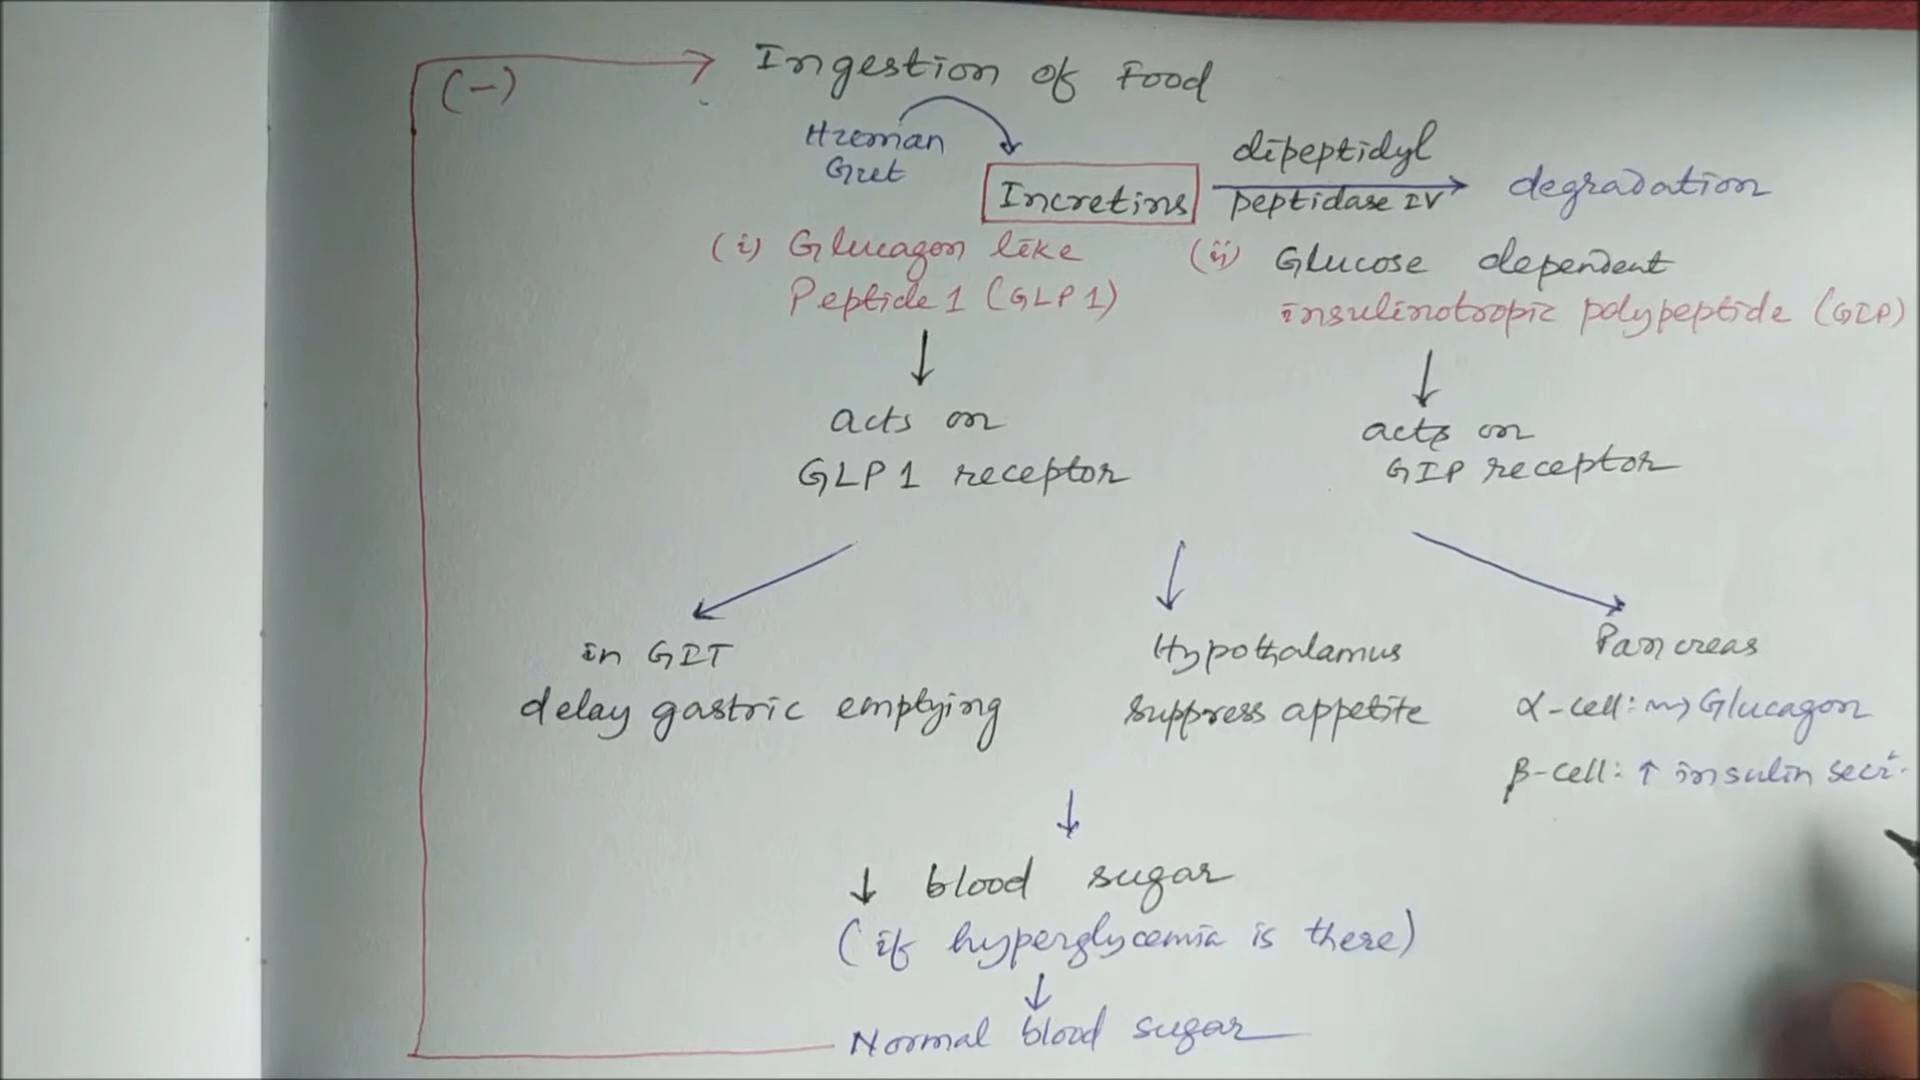 (-)
Ingestion of Food
Human
Gut
Incretins
dipeptidyl
peptidase IV
degradation
(i) Glucagon like
Peptide 1 (GLP1)
(ii) Glucose dependent
insulinotropic polypeptide (GIP)
↓
↓
acts on
GLP 1 receptor
acts on
GIP receptor
in GIT
delay gastric emptying
Hypothalamus
suppress appetite
Pancreas
α-cell: Glucagon
β-cell: ↑ insulin secr.
↓
↓ blood sugar
(if hyperglycemia is there)
↓
Normal blood sugar